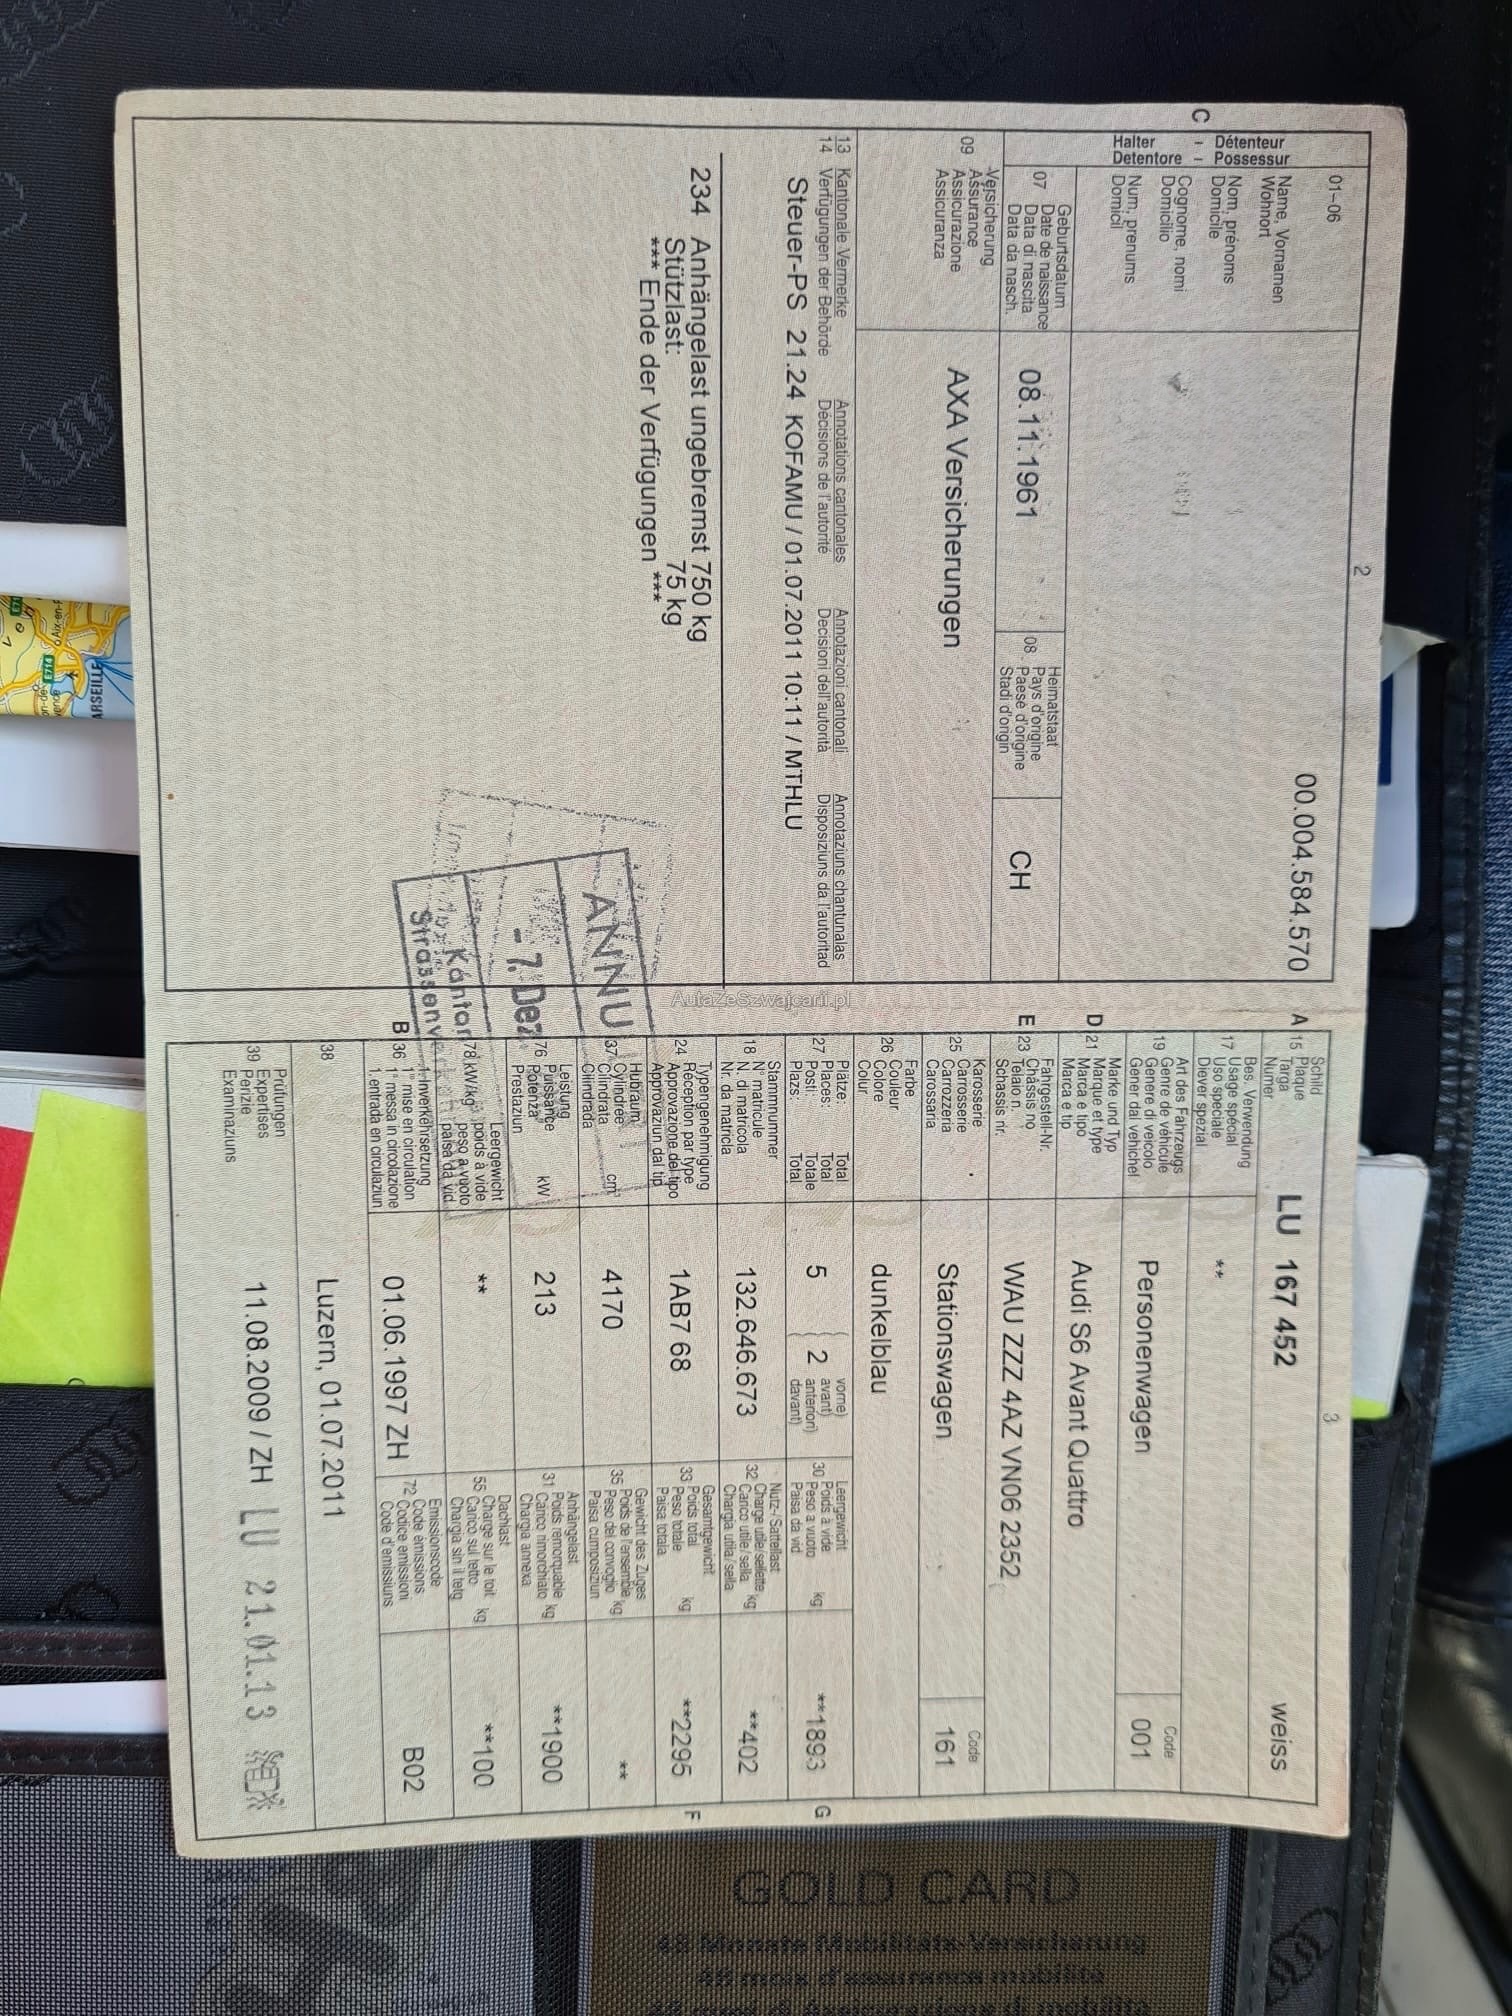 2
01-06
00.004.584.570
C
Halter - Détenteur
Detentore - Possessur
Name, Vornamen
Wohnort
Nom, prénoms
Domicile
Cognome, nomi
Domicilio
Num, prenums
Domicil
07
Geburtsdatum
Date de naissance
Data di nascita
Data da nasch.
08.11.1961
08
Heimatstaat
Pays d'origine
Paese d'origine
Stadi d'origin
CH
09
Versicherung
Assurance
Assicurazione
Assicuranza
AXA Versicherungen
13 Kantonale Vermerke Annotations cantonales Annotazioni cantonali Annotaziuns chantunalas
14 Verfügungen der Behörde Décisions de l'autorité Decisioni dell'autorità Disposiziuns da l'autoritad
Steuer-PS 21.24 KOFAMU / 01.07.2011 10:11 / MTHLU
234 Anhängelast ungebremst 750 kg
Stützlast: 75 kg
*** Ende der Verfügungen ***
ANNU
- 7. Dez
Kanton
Strassenv
AutaZeSzwajcarii.pl
3
A 15
Schild
Plaque
Targa
Numer
LU 167 452 weiss
17
Bes. Verwendung
Usage spécial
Uso speciale
Diever spezial
**
19
Art des Fahrzeugs
Genre de véhicule
Genere di veicolo
Gener da vehichel
Personenwagen
Code
001
D 21
Marke und Typ
Marque et type
Marca e tipo
Marca e tip
Audi S6 Avant Quattro
E 23
Fahrgestell-Nr.
Châssis no
Telaio n.
Schassis nr.
WAU ZZZ 4AZ VN06 2352
25
Karosserie
Carrosserie
Carrozzeria
Carossaria
Stationswagen
Code
161
26
Farbe
Couleur
Colore
Colur
dunkelblau
27
Plätze: Total
Places: Total
Posti: Totale
Plazs: Total
5
2
vorne)
avant)
anteriori)
davant)
30
Leergewicht
Poids à vide
Peso a vuoto kg
Paisa da vid
**1893
G
18
Stammnummer
N° matricule
N. di matricola
Nr. da matricla
132.646.673
32
Nutz-/Sattellast
Charge utile/sellette
Carico utile/sella kg
Chargia utila/sella
**402
24
Typengenehmigung
Réception par type
Approvazione del tipo
Approvaziun dal tip
1AB7 68
33
Gesamtgewicht
Poids total
Peso totale kg
Paisa totala
**2295
F
37
Hubraum
Cylindrée
Cilindrata cm³
Cilindrada
4170
35
Gewicht des Zuges
Poids de l'ensemble
Peso del convoglio kg
Paisa cumposiziun
**
76
Leistung
Puissance
Potenza kW
Prestaziun
213
31
Anhängelast
Poids remorquable
Carico rimorchiato kg
Chargia annexa
**1900
78 kW/kg
Leergewicht
poids à vide
peso a vuoto
paisa da vid
**
55
Dachlast
Charge sur le toit
Carico sul tetto kg
Chargia sin il tetg
**100
B 36
1. Inverkehrsetzung
1re mise en circulation
1a messa in circolazione
1. entrada en circulaziun
01.06.1997 ZH
72
Emissionscode
Code émissions
Codice emissioni
Code d'emissiuns
B02
38
Luzern, 01.07.2011
39
Prüfungen
Expertises
Perizie
Examinaziuns
11.08.2009 / ZH LU 21.01.13
GOLD CARD
48 Monate Mobilitäts-Versicherung
48 mois d'assurance mobilité
ARSEILLE
E714